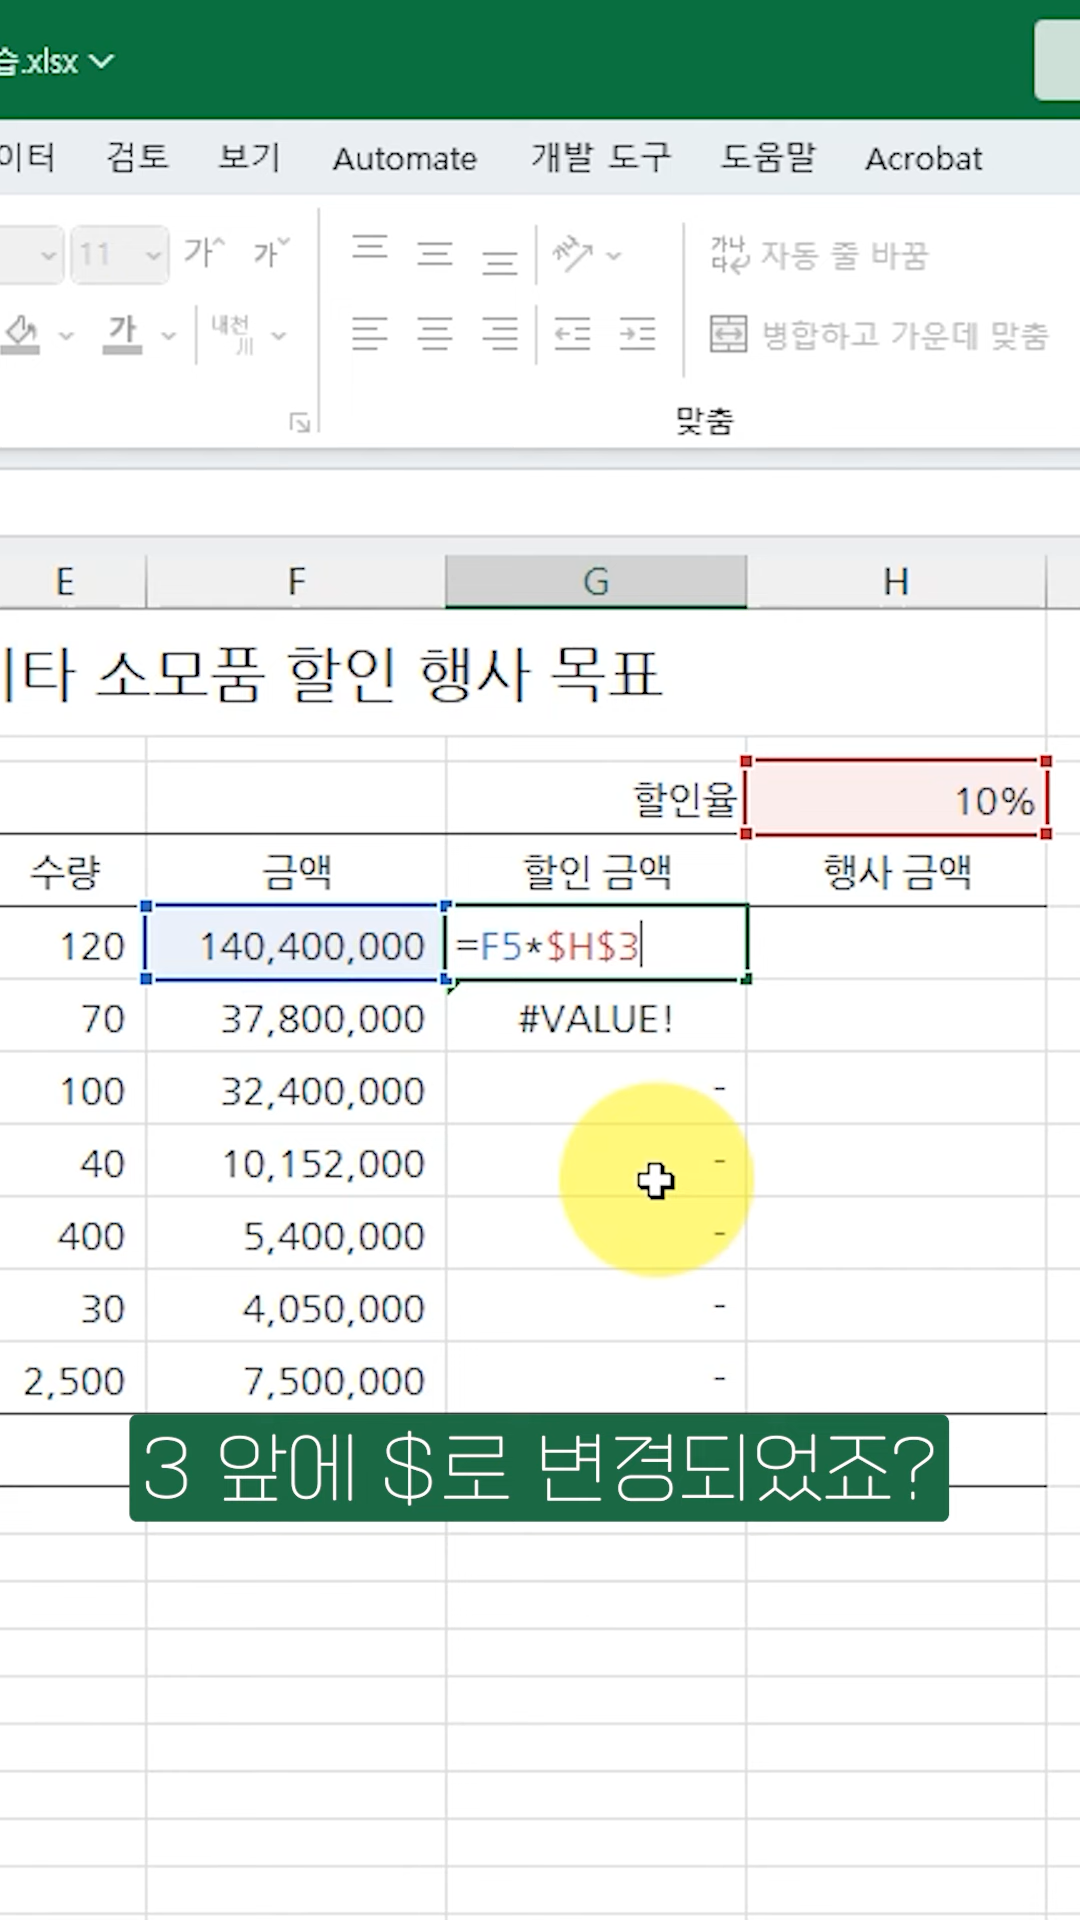 습.xlsx
이터 검토 보기 Automate 개발 도구 도움말 Acrobat
11 가 가 가나다 자동 줄 바꿈
가 내천 川 병합하고 가운데 맞춤
맞춤
E F G H
기타 소모품 할인 행사 목표
할인율 10%
수량 금액 할인 금액 행사 금액
120 140,400,000 =F5*$H$3
70 37,800,000 #VALUE!
100 32,400,000 -
40 10,152,000 -
400 5,400,000 -
30 4,050,000 -
2,500 7,500,000 -
3 앞에 $로 변경되었죠?